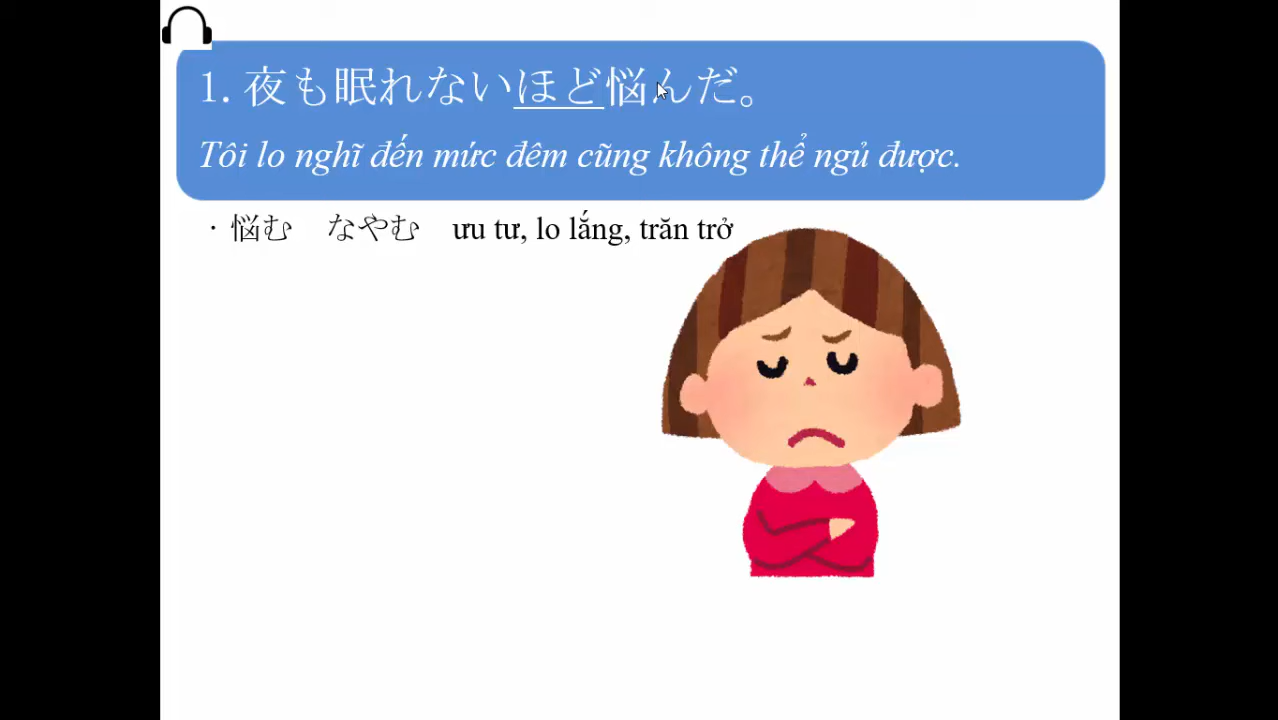 1. 夜も眠れないほど悩んだ。
Tôi lo nghĩ đến mức đêm cũng không thể ngủ được.
・悩む　なやむ　ưu tư, lo lắng, trăn trở